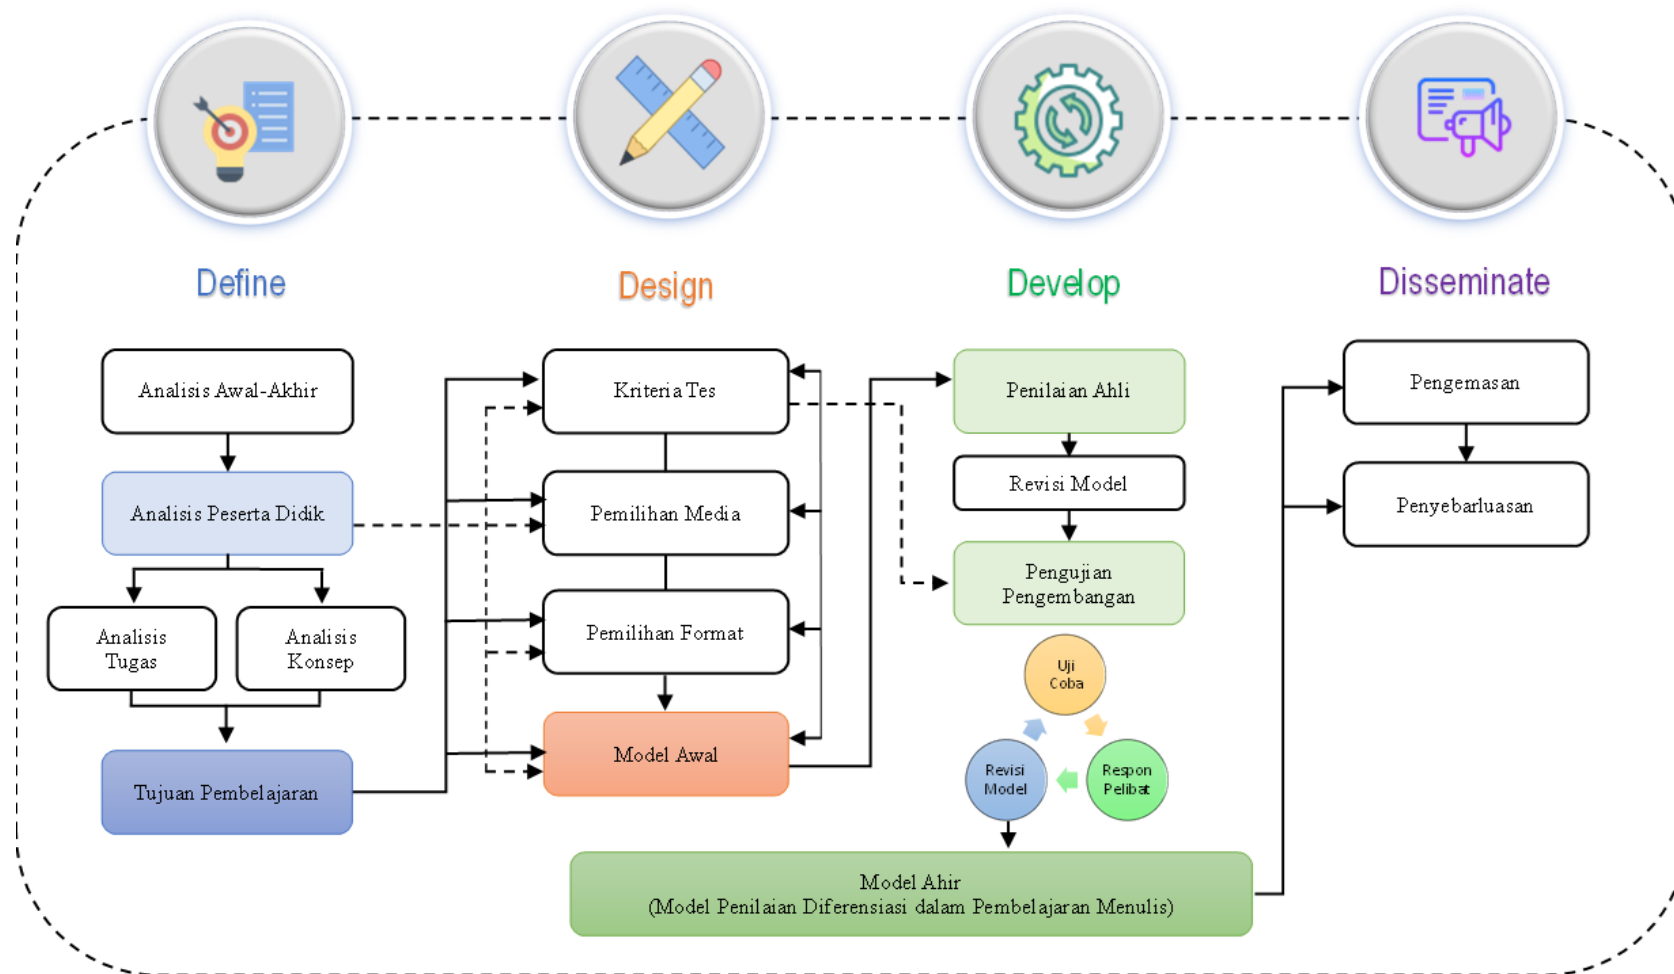 Define
Design
Develop
Disseminate
Analisis Awal-Akhir
Analisis Peserta Didik
Analisis
Tugas
Analisis
Konsep
Tujuan Pembelajaran
Kriteria Tes
Pemilihan Media
Pemilihan Format
Model Awal
Penilaian Ahli
Revisi Model
Pengujian
Pengembangan
Uji
Coba
Respon
Pelibat
Revisi
Model
Model Ahir
(Model Penilaian Diferensiasi dalam Pembelajaran Menulis)
Pengemasan
Penyebarluasan